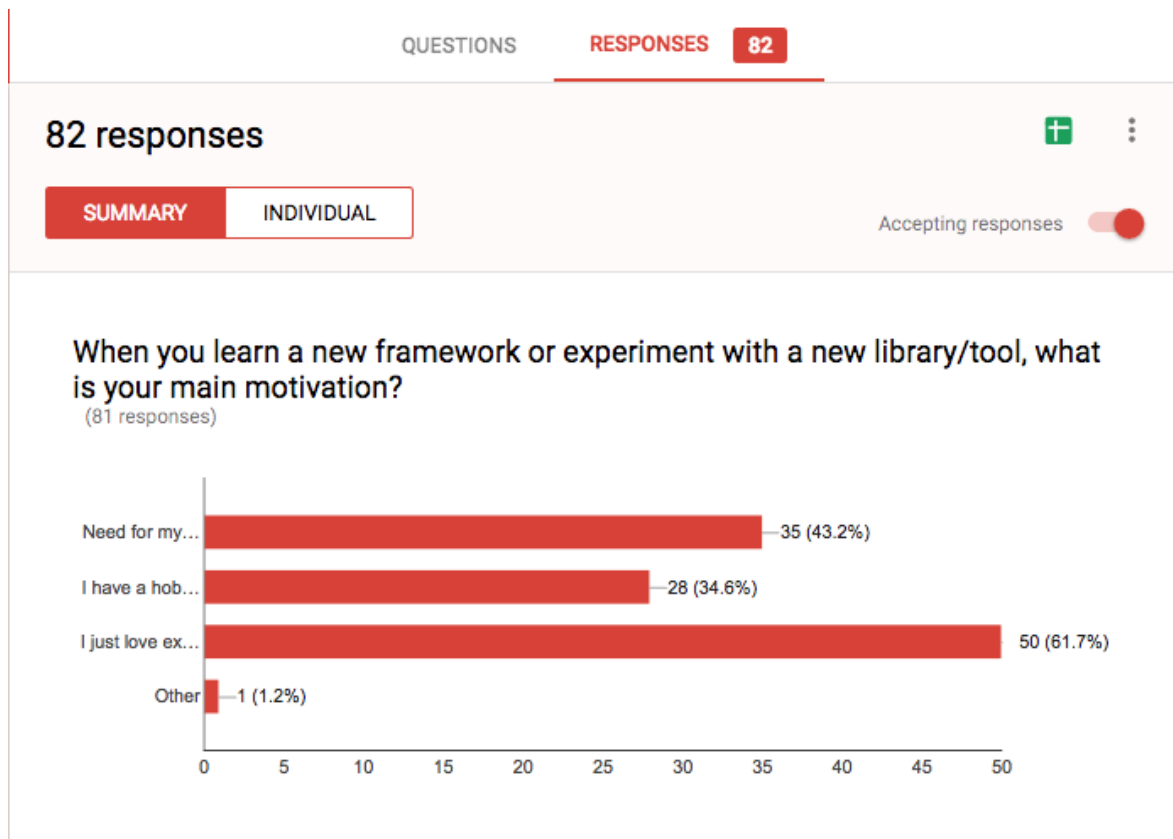 QUESTIONS RESPONSES 82
82 responses
SUMMARY INDIVIDUAL
Accepting responses
When you learn a new framework or experiment with a new library/tool, what
is your main motivation?
(81 responses)
Need for my... 35 (43.2%)
I have a hob... 28 (34.6%)
I just love ex... 50 (61.7%)
Other 1 (1.2%)
0 5 10 15 20 25 30 35 40 45 50